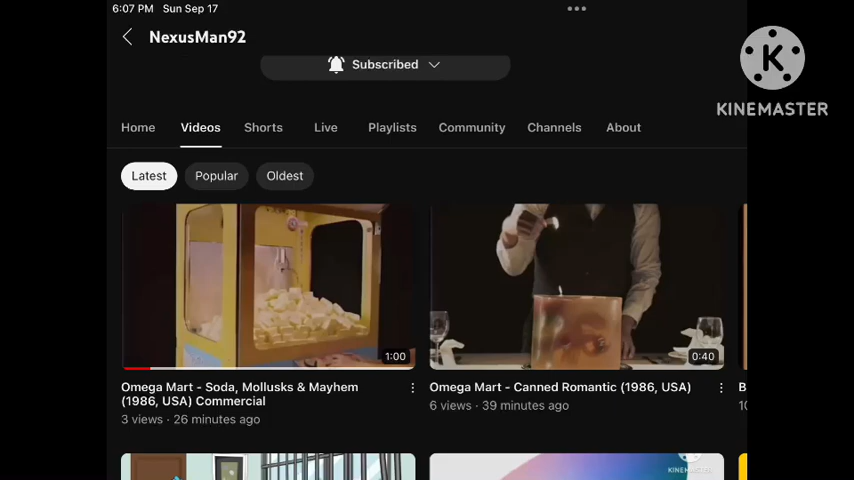 6:07 PM Sun Sep 17
NexusMan92
KINEMASTER
Subscribed
Home Videos Shorts Live Playlists Community Channels About
Latest Popular Oldest
1:00
0:40
Omega Mart - Soda, Mollusks & Mayhem
(1986, USA) Commercial
3 views · 26 minutes ago
Omega Mart - Canned Romantic (1986, USA)
6 views · 39 minutes ago
B
10
KINEMASTER